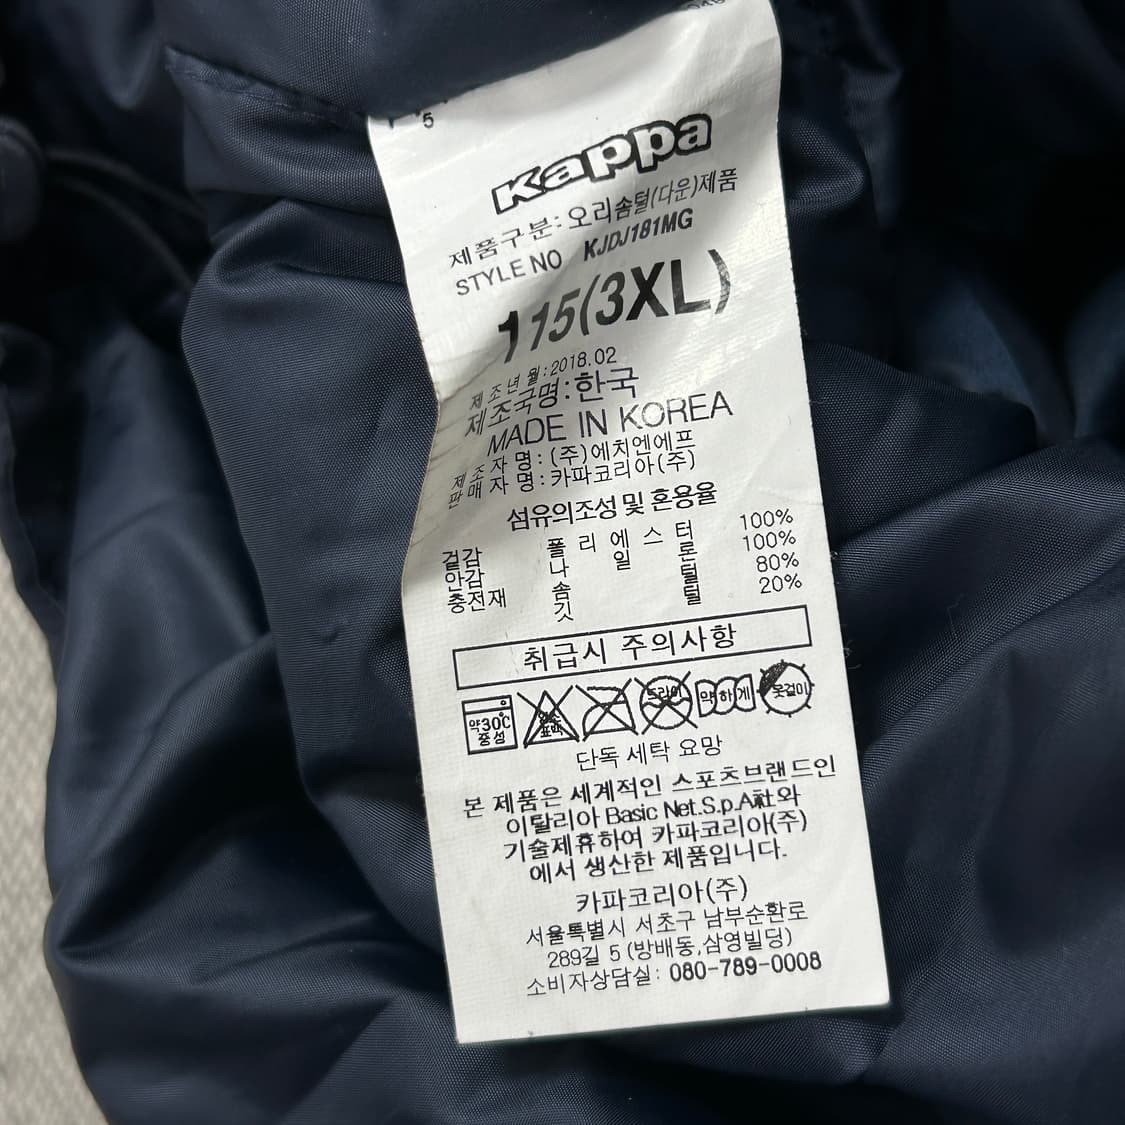 5
Kappa
제품구분: 오리솜털(다운)제품
STYLE NO KJDJ181MG
115(3XL)
제조년월:2018.02
제조국명:한국
MADE IN KOREA
제조자명:(주)에치엔에프
판매자명:카파코리아(주)
섬유의조성 및 혼용율
겉감 폴리에스터 100%
안감 나일론 100%
충전재 솜털 80%
깃털 20%
취급시 주의사항
약30℃ 중성 염소 표백 드라이 약하게 옷걸이
단독 세탁 요망
본 제품은 세계적인 스포츠브랜드인
이탈리아 Basic Net.S.p.A社와
기술제휴하여 카파코리아(주)
에서 생산한 제품입니다.
카파코리아(주)
서울특별시 서초구 남부순환로
289길 5 (방배동,삼영빌딩)
소비자상담실: 080-789-0008